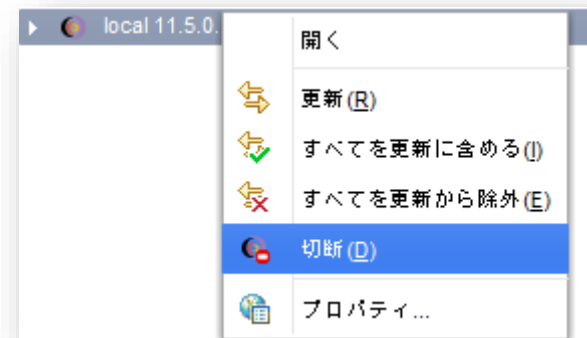 local 11.5.0.
開く
更新(R)
すべてを更新に含める(I)
すべてを更新から除外(E)
切断(D)
プロパティ...